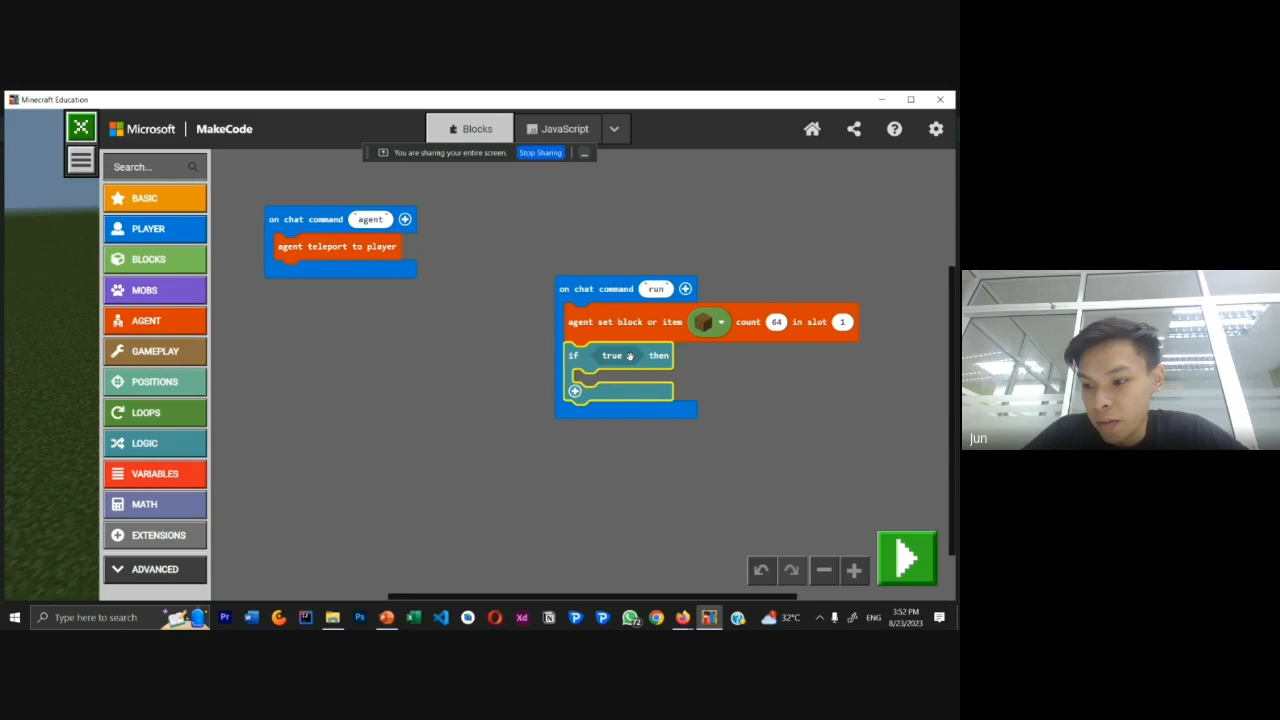 Minecraft Education
Microsoft | MakeCode
Blocks
JavaScript
You are sharing your entire screen.
Stop Sharing
Search...
BASIC
PLAYER
BLOCKS
MOBS
AGENT
GAMEPLAY
POSITIONS
LOOPS
LOGIC
VARIABLES
MATH
EXTENSIONS
ADVANCED
on chat command "agent"
agent teleport to player
on chat command "run"
agent set block or item count 64 in slot 1
if true then
Jun
Type here to search
32°C
ENG
3:52 PM
8/23/2023